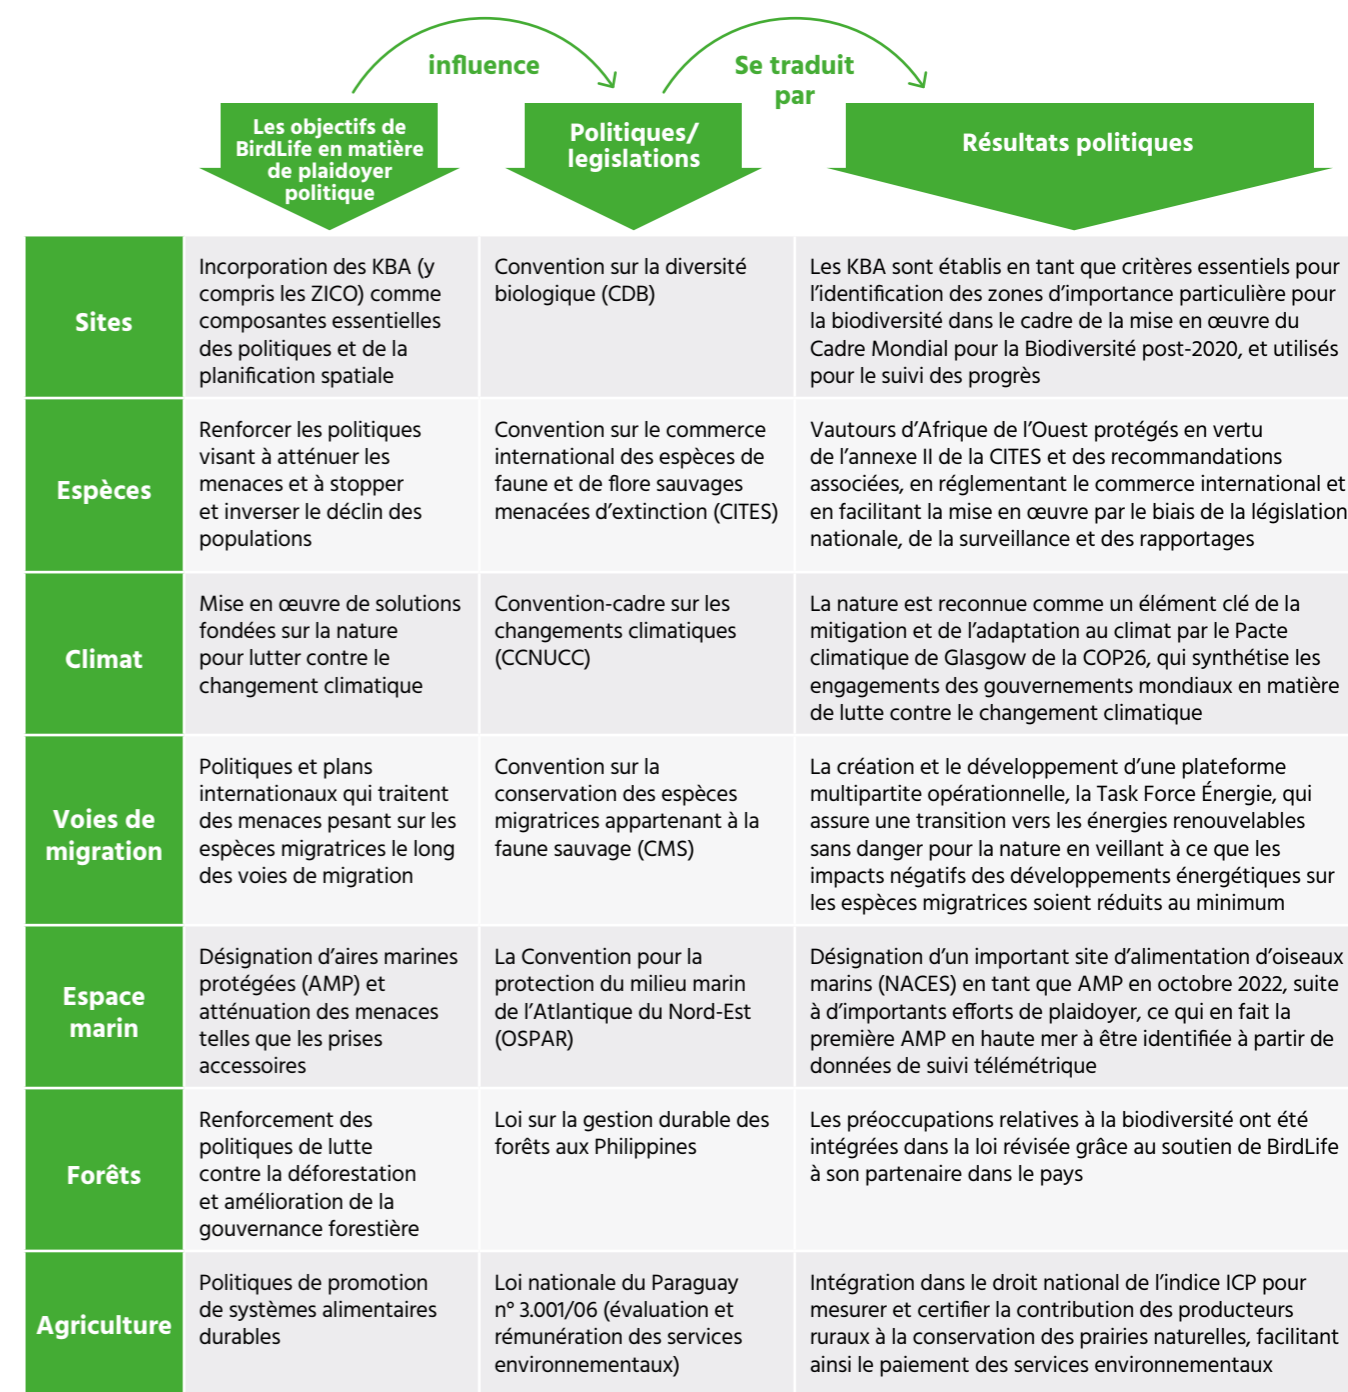 influence
Se traduit
par
Les objectifs de
BirdLife en matière
de plaidoyer
politique
Politiques/
legislations
Résultats politiques
Sites
Incorporation des KBA (y
compris les ZICO) comme
composantes essentielles
des politiques et de la
planification spatiale
Convention sur la diversité
biologique (CDB)
Les KBA sont établis en tant que critères essentiels pour
l’identification des zones d’importance particulière pour
la biodiversité dans le cadre de la mise en œuvre du
Cadre Mondial pour la Biodiversité post-2020, et utilisés
pour le suivi des progrès
Espèces
Renforcer les politiques
visant à atténuer les
menaces et à stopper
et inverser le déclin des
populations
Convention sur le commerce
international des espèces de
faune et de flore sauvages
menacées d’extinction (CITES)
Vautours d’Afrique de l’Ouest protégés en vertu
de l’annexe II de la CITES et des recommandations
associées, en réglementant le commerce international et
en facilitant la mise en œuvre par le biais de la législation
nationale, de la surveillance et des rapportages
Climat
Mise en œuvre de solutions
fondées sur la nature
pour lutter contre le
changement climatique
Convention-cadre sur les
changements climatiques
(CCNUCC)
La nature est reconnue comme un élément clé de la
mitigation et de l’adaptation au climat par le Pacte
climatique de Glasgow de la COP26, qui synthétise les
engagements des gouvernements mondiaux en matière
de lutte contre le changement climatique
Voies de
migration
Politiques et plans
internationaux qui traitent
des menaces pesant sur les
espèces migratrices le long
des voies de migration
Convention sur la
conservation des espèces
migratrices appartenant à la
faune sauvage (CMS)
La création et le développement d’une plateforme
multipartite opérationnelle, la Task Force Énergie, qui
assure une transition vers les énergies renouvelables
sans danger pour la nature en veillant à ce que les
impacts négatifs des développements énergétiques sur
les espèces migratrices soient réduits au minimum
Espace
marin
Désignation d’aires marines
protégées (AMP) et
atténuation des menaces
telles que les prises
accessoires
La Convention pour la
protection du milieu marin
de l’Atlantique du Nord-Est
(OSPAR)
Désignation d’un important site d’alimentation d’oiseaux
marins (NACES) en tant que AMP en octobre 2022, suite
à d’importants efforts de plaidoyer, ce qui en fait la
première AMP en haute mer à être identifiée à partir de
données de suivi télémétrique
Forêts
Renforcement des
politiques de lutte
contre la déforestation
et amélioration de la
gouvernance forestière
Loi sur la gestion durable des
forêts aux Philippines
Les préoccupations relatives à la biodiversité ont été
intégrées dans la loi révisée grâce au soutien de BirdLife
à son partenaire dans le pays
Agriculture
Politiques de promotion
de systèmes alimentaires
durables
Loi nationale du Paraguay
n° 3.001/06 (évaluation et
rémunération des services
environnementaux)
Intégration dans le droit national de l’indice ICP pour
mesurer et certifier la contribution des producteurs
ruraux à la conservation des prairies naturelles, facilitant
ainsi le paiement des services environnementaux